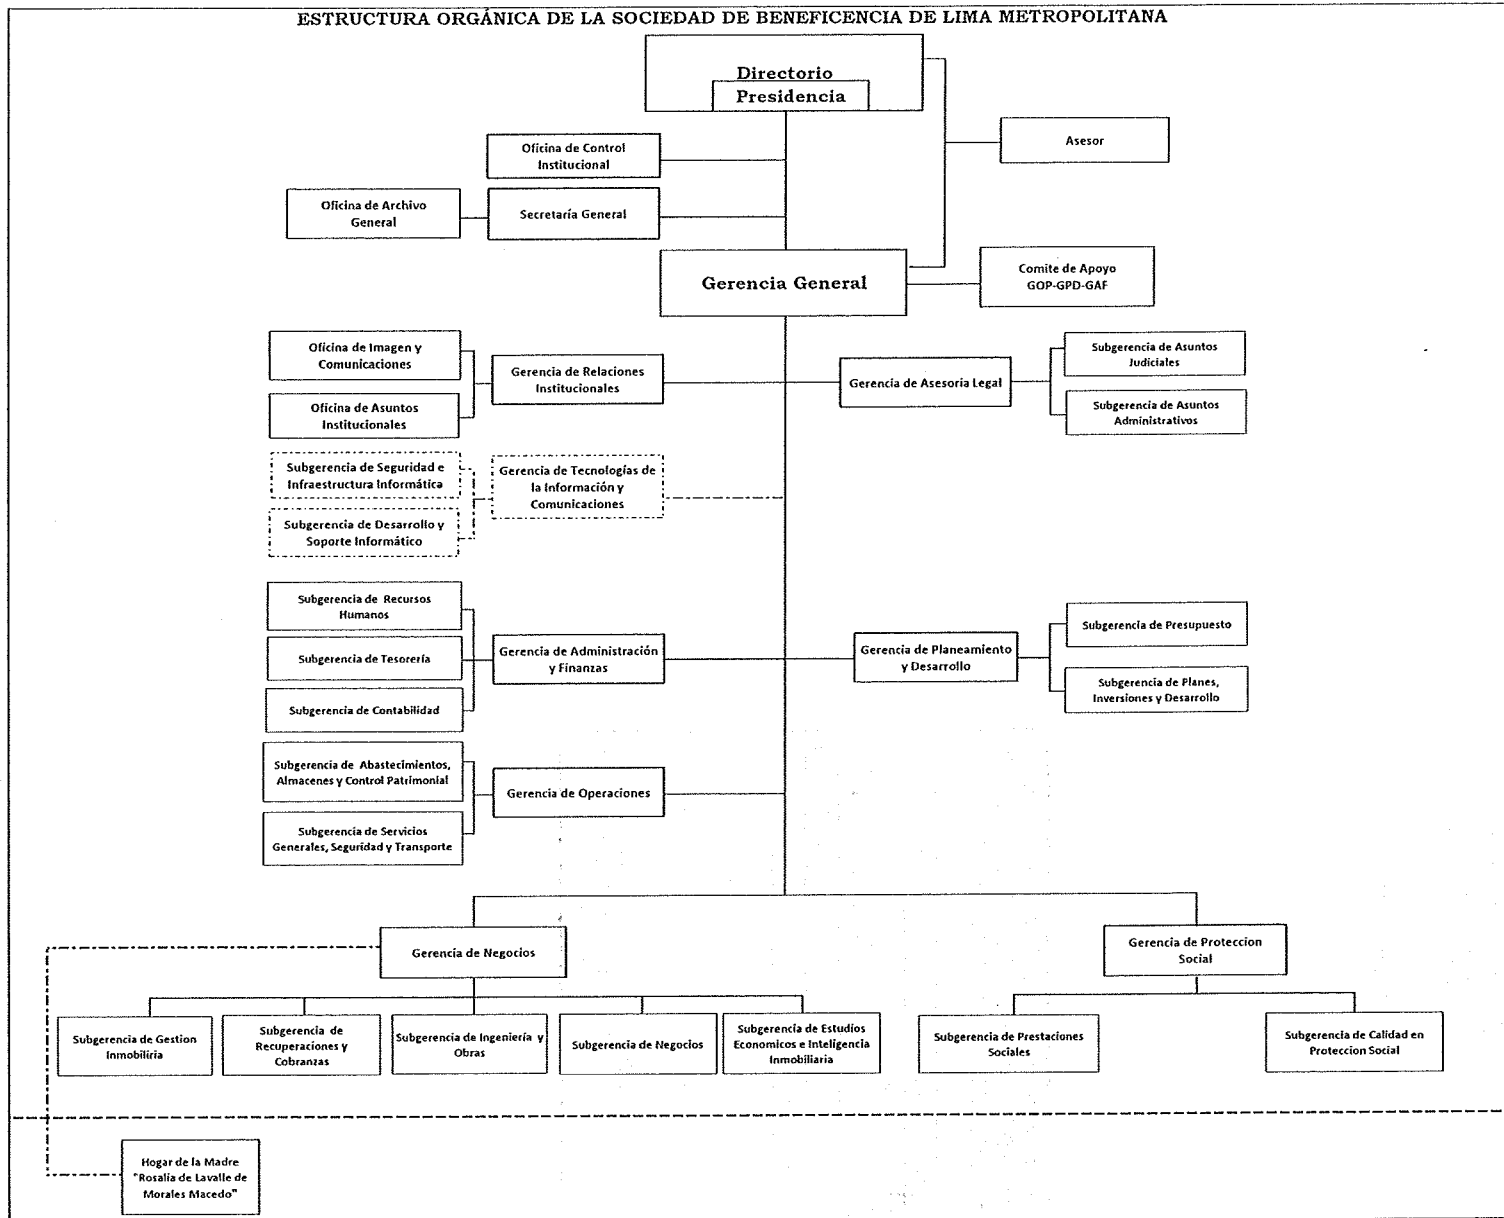 ESTRUCTURA ORGÁNICA DE LA SOCIEDAD DE BENEFICENCIA DE LIMA METROPOLITANA
Directorio
Presidencia
Oficina de Control
Institucional
Asesor
Oficina de Archivo
General
Secretaría General
Gerencia General
Comite de Apoyo
GOP-GPD-GAF
Oficina de Imagen y
Comunicaciones
Oficina de Asuntos
Institucionales
Gerencia de Relaciones
Institucionales
Gerencia de Asesoria Legal
Subgerencia de Asuntos
Judiciales
Subgerencia de Asuntos
Administrativos
Subgerencia de Seguridad e
Infraestructura Informática
Subgerencia de Desarrollo y
Soporte Informático
Gerencia de Tecnologías de
la Información y
Comunicaciones
Subgerencia de Recursos
Humanos
Subgerencia de Tesorería
Subgerencia de Contabilidad
Gerencia de Administración
y Finanzas
Gerencia de Planeamiento
y Desarrollo
Subgerencia de Presupuesto
Subgerencia de Planes,
Inversiones y Desarrollo
Subgerencia de Abastecimientos,
Almacenes y Control Patrimonial
Subgerencia de Servicios
Generales, Seguridad y Transporte
Gerencia de Operaciones
Gerencia de Negocios
Gerencia de Proteccion
Social
Subgerencia de Gestion
Inmobiliria
Subgerencia de
Recuperaciones y
Cobranzas
Subgerencia de Ingeniería y
Obras
Subgerencia de Negocios
Subgerencia de Estudios
Economicos e Inteligencia
Inmobiliaria
Subgerencia de Prestaciones
Sociales
Subgerencia de Calidad en
Proteccion Social
Hogar de la Madre
"Rosalía de Lavalle de
Morales Macedo"